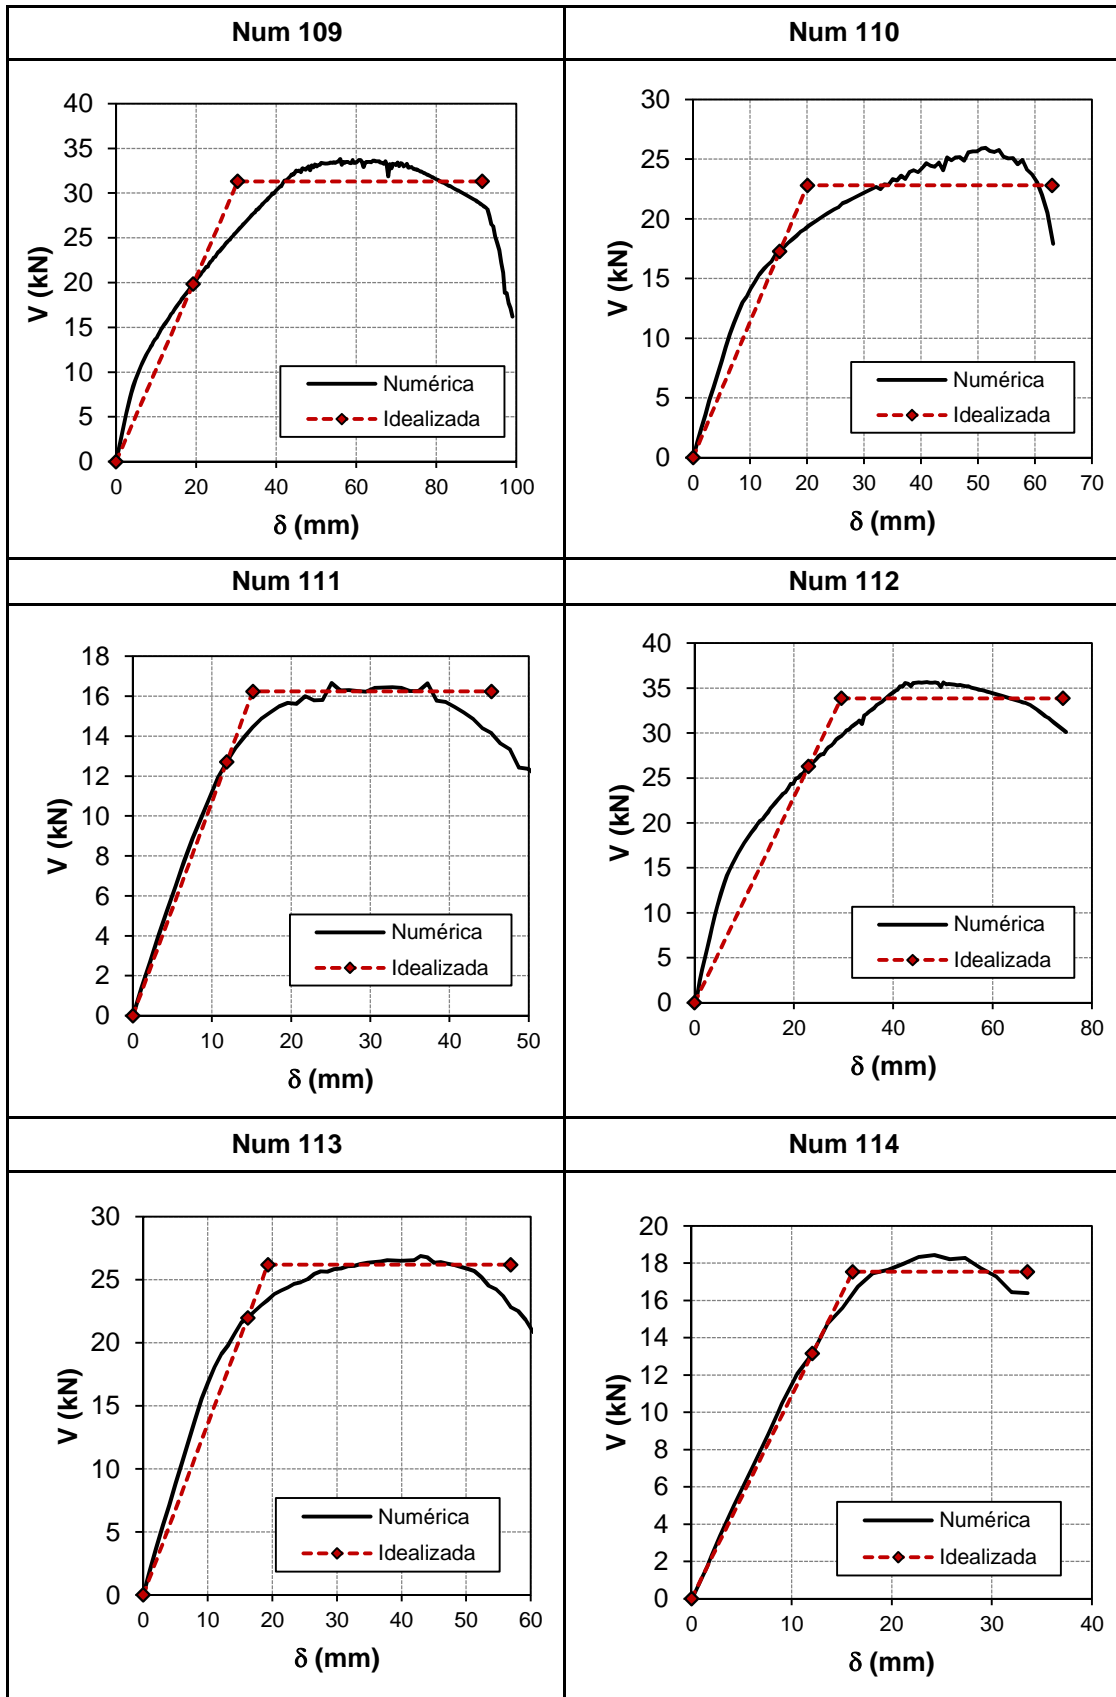 Num 109
Num 110
40
35
30
25
20
15
10
5
0
V (kN)
Numérica
Idealizada
0 20 40 60 80 100
δ (mm)
30
25
20
15
10
5
0
V (kN)
Numérica
Idealizada
0 10 20 30 40 50 60 70
δ (mm)
Num 111
Num 112
18
16
14
12
10
8
6
4
2
0
V (kN)
Numérica
Idealizada
0 10 20 30 40 50
δ (mm)
40
35
30
25
20
15
10
5
0
V (kN)
Numérica
Idealizada
0 20 40 60 80
δ (mm)
Num 113
Num 114
30
25
20
15
10
5
0
V (kN)
Numérica
Idealizada
0 10 20 30 40 50 60
δ (mm)
20
18
16
14
12
10
8
6
4
2
0
V (kN)
Numérica
Idealizada
0 10 20 30 40
δ (mm)